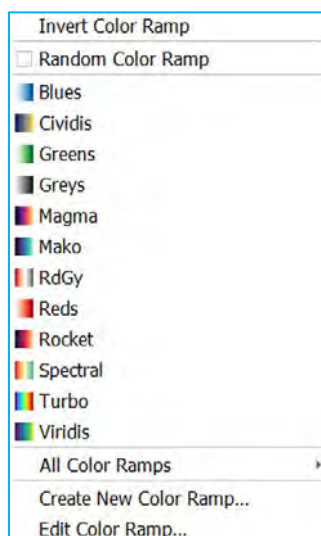 Invert Color Ramp
Random Color Ramp
Blues
Cividis
Greens
Greys
Magma
Mako
RdGy
Reds
Rocket
Spectral
Turbo
Viridis
All Color Ramps
Create New Color Ramp...
Edit Color Ramp...